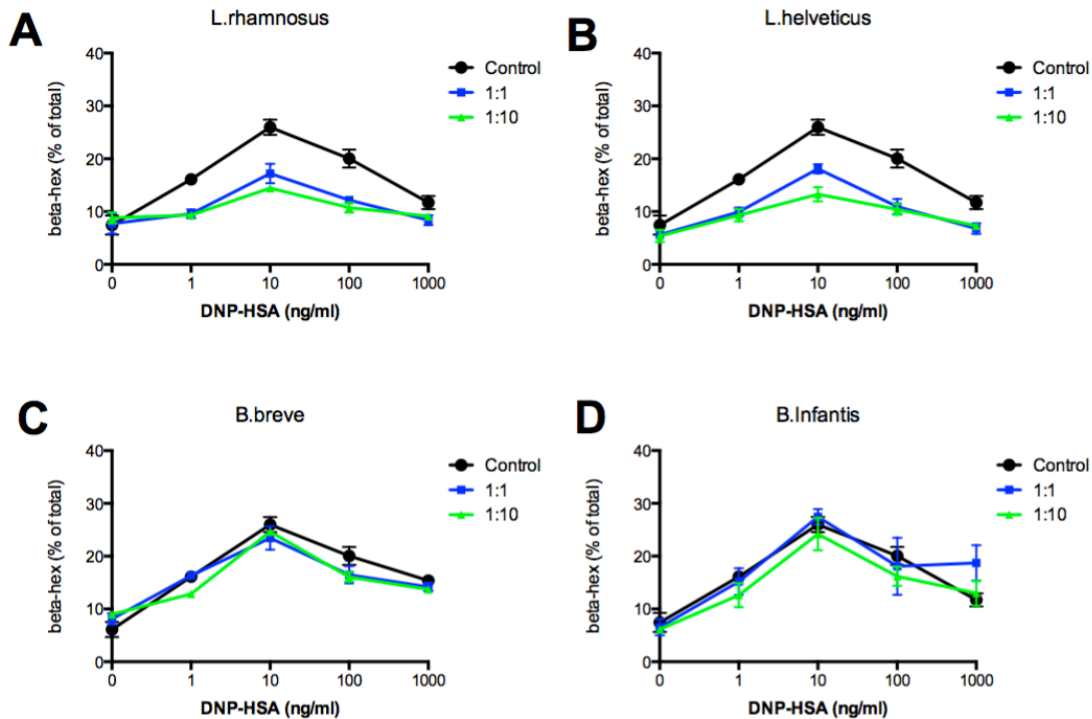 A
L.rhamnosus
beta-hex (% of total)
40
30
20
10
0
0 1 10 100 1000
DNP-HSA (ng/ml)
Control
1:1
1:10
B
L.helveticus
beta-hex (% of total)
40
30
20
10
0
0 1 10 100 1000
DNP-HSA (ng/ml)
Control
1:1
1:10
C
B.breve
beta-hex (% of total)
40
30
20
10
0
0 1 10 100 1000
DNP-HSA (ng/ml)
Control
1:1
1:10
D
B.Infantis
beta-hex (% of total)
40
30
20
10
0
0 1 10 100 1000
DNP-HSA (ng/ml)
Control
1:1
1:10